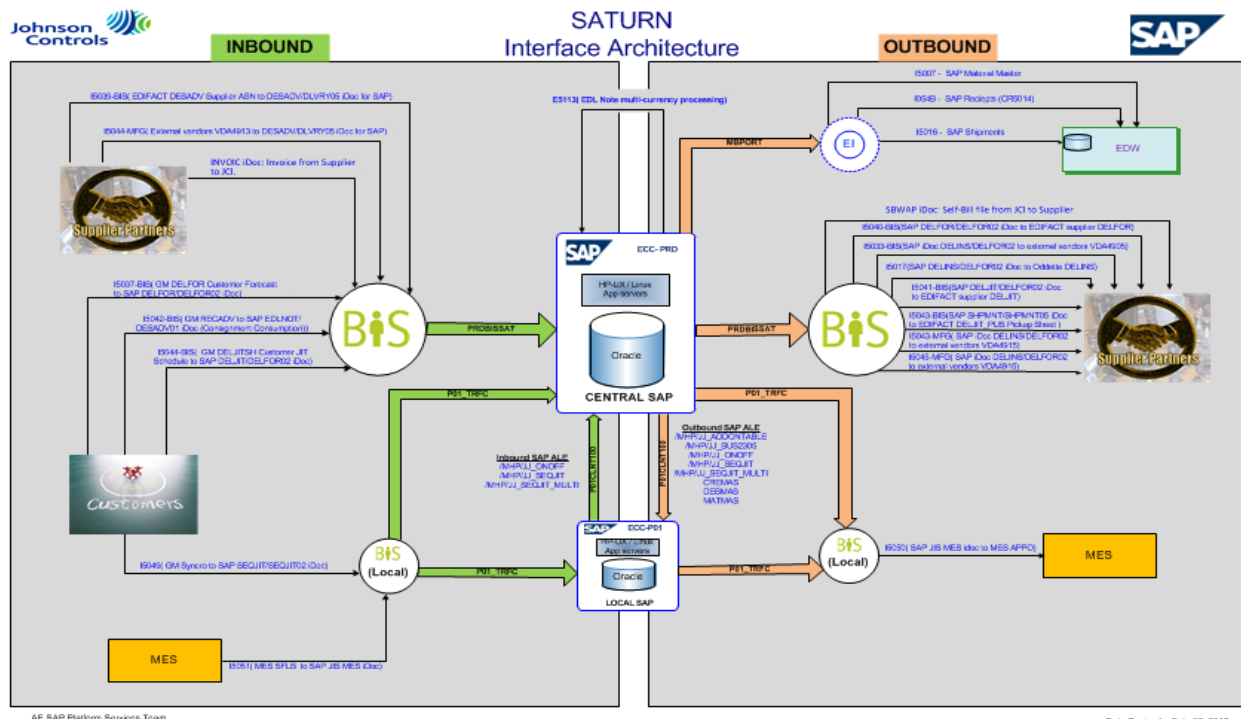 Johnson
Controls
SATURN
Interface Architecture
SAP
INBOUND
OUTBOUND
I5039-BIS( EDIFACT DESADV Supplier ASN to DESADV/DLVRY05 iDoc for SAP)
I5044-MFG( External vendors VDA4913 to DESADV/DLVRY05 iDoc for SAP)
INVOIC iDoc: Invoice from Supplier
to JCI.
Supplier Partners
E5113( EDL Note multi-currency processing)
I5007 - SAP Material Master
SAP Reciepts (CR5014)
I5016 - SAP Shipments
MBPORT
EI
EDW
SBWAP iDoc: Self-Bill file from JCI to Supplier
I5040-BIS(SAP DELFOR/DELFOR02 iDoc to EDIFACT supplier DELFOR)
I5033-BIS(SAP iDoc DELINS/DELFOR02 to external vendors VDA4905)
I5017(SAP DELINS/DELFOR02 iDoc to Oddette DELINS)
I5041-BIS(SAP DELJIT/DELFOR02 iDoc
to EDIFACT supplier DELJIT)
I5043-BIS(SAP SHPMNT/SHPMNT05 iDoc
to EDIFACT DELJIT_PUS Pickup Sheet )
I5043-MFG( SAP iDoc DELINS/DELFOR02
to external vendors VDA4915)
I5045-MFG( SAP iDoc DELINS/DELFOR02
to external vendors VDA4915)
Supplier Partners
I5037-BIS( GM DELFOR Customer Forecast
to SAP DELFOR/DELFOR02 iDoc)
I5042-BIS( GM RECADV to SAP EDLNOT/
DESADV01 iDoc (Consignment Consumption))
I5044-BIS( GM DELJITSH Customer JIT
Schedule to SAP DELJIT/DELFOR02 iDoc)
BiS
PROBISSAT
SAP
ECC- PRD
HP-UX / Linux
App servers
Oracle
CENTRAL SAP
PROBISSAT
BiS
P01_TRFC
P01_TRFC
Customers
Inbound SAP ALE
/MHP/JJ_ONOFF
/MHP/JJ_SEQJIT
/MHP/JJ_SEQJIT_MULTI
P01CLNT100
P01CLNT100
Outbound SAP ALE
/MHP/JJ_ADDONTABLE
/MHP/JJ_BUS2306
/MHP/JJ_ONOFF
/MHP/JJ_SEQJIT
/MHP/JJ_SEQJIT_MULTI
CREMAS
DEBMAS
MATMAS
I5049( GM Syncro to SAP SEQJIT/SEQJIT02 iDoc)
BiS
(Local)
P01_TRFC
SAP
ECC-P01
HP-UX / Linux
App servers
Oracle
LOCAL SAP
P01_TRFC
BiS
(Local)
I5050( SAP JIS MES idoc to MES APPO)
MES
MES
I5051( MES SFLIS to SAP JIS MES iDoc)
AE SAP Platform Services Team